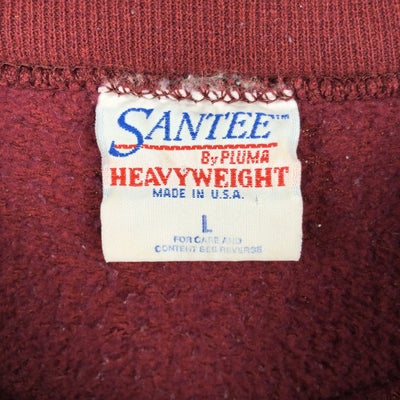 SANTEE™
By PLUMA
HEAVYWEIGHT
MADE IN U.S.A.
L
FOR CARE AND
CONTENT SEE REVERSE